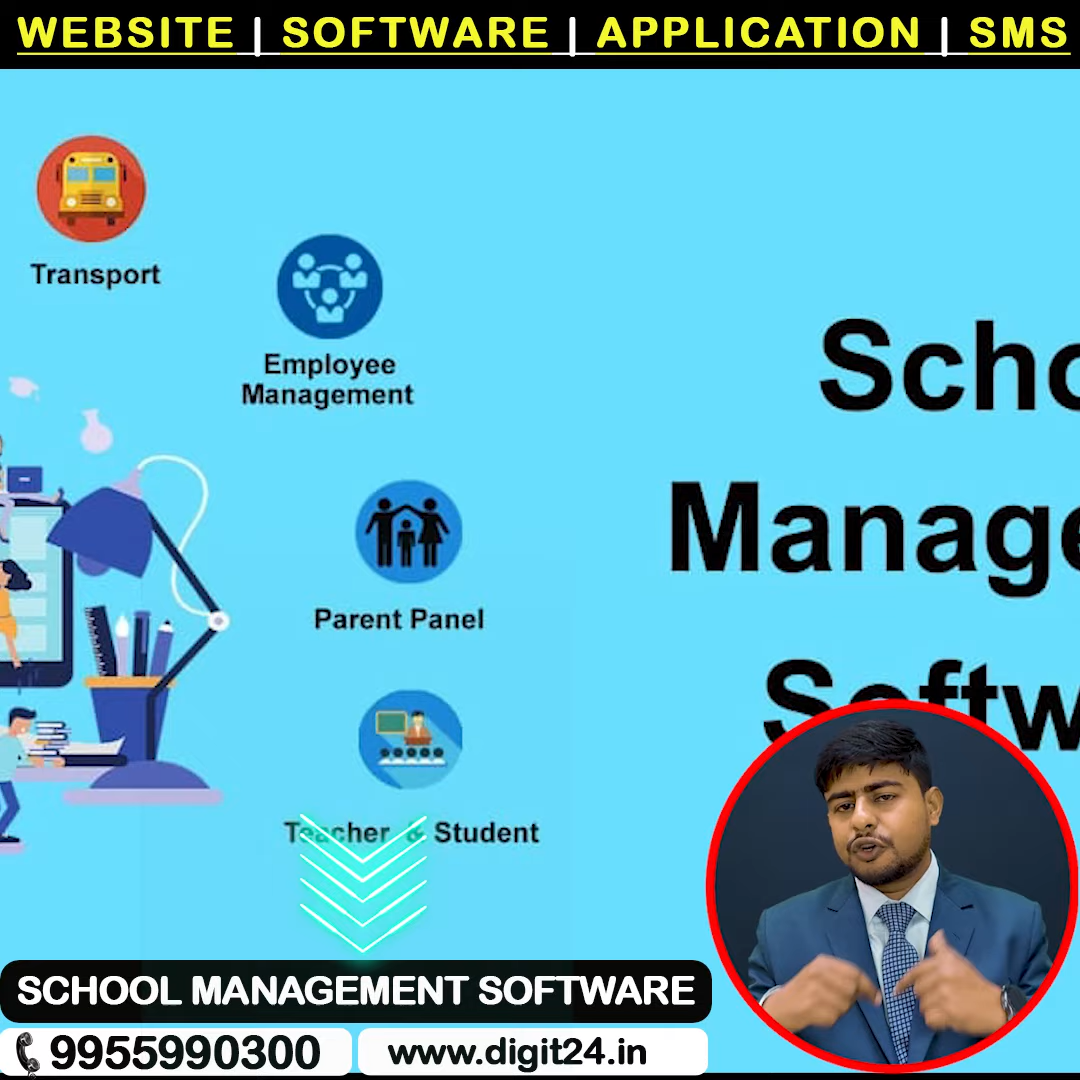 WEBSITE | SOFTWARE | APPLICATION | SMS
Transport
Employee
Management
Parent Panel
Teacher & Student
Scho
Manage
Softw
SCHOOL MANAGEMENT SOFTWARE
9955990300
www.digit24.in